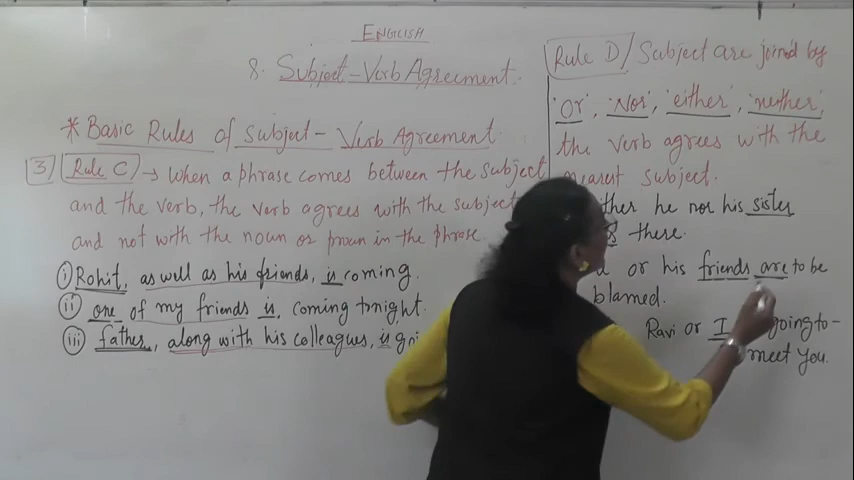 ENGLISH
8. Subject-Verb Agreement.
* Basic Rules of Subject- Verb Agreement
3) Rule C) → When a phrase comes between the subject
and the verb, the verb agrees with the subject
and not with the noun or proun in the phrase.
i) Rohit, as well as his friends, is coming.
ii) one of my friends is, coming tonight.
iii) father, along with his colleagues, is goi
Rule D / Subject are joined by
'Or', 'Nor', 'either', 'neither',
the verb agrees with the
nearest subject.
ther he nor his sister
there.
or his friends are to be
blamed.
Ravi or I going to-
meet you.